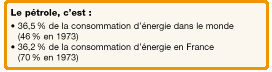 Le pétrole, c’est :
• 36,5 % de la consommation d’énergie dans le monde
(46 % en 1973)
• 36,2 % de la consommation d’énergie en France
(70 % en 1973)